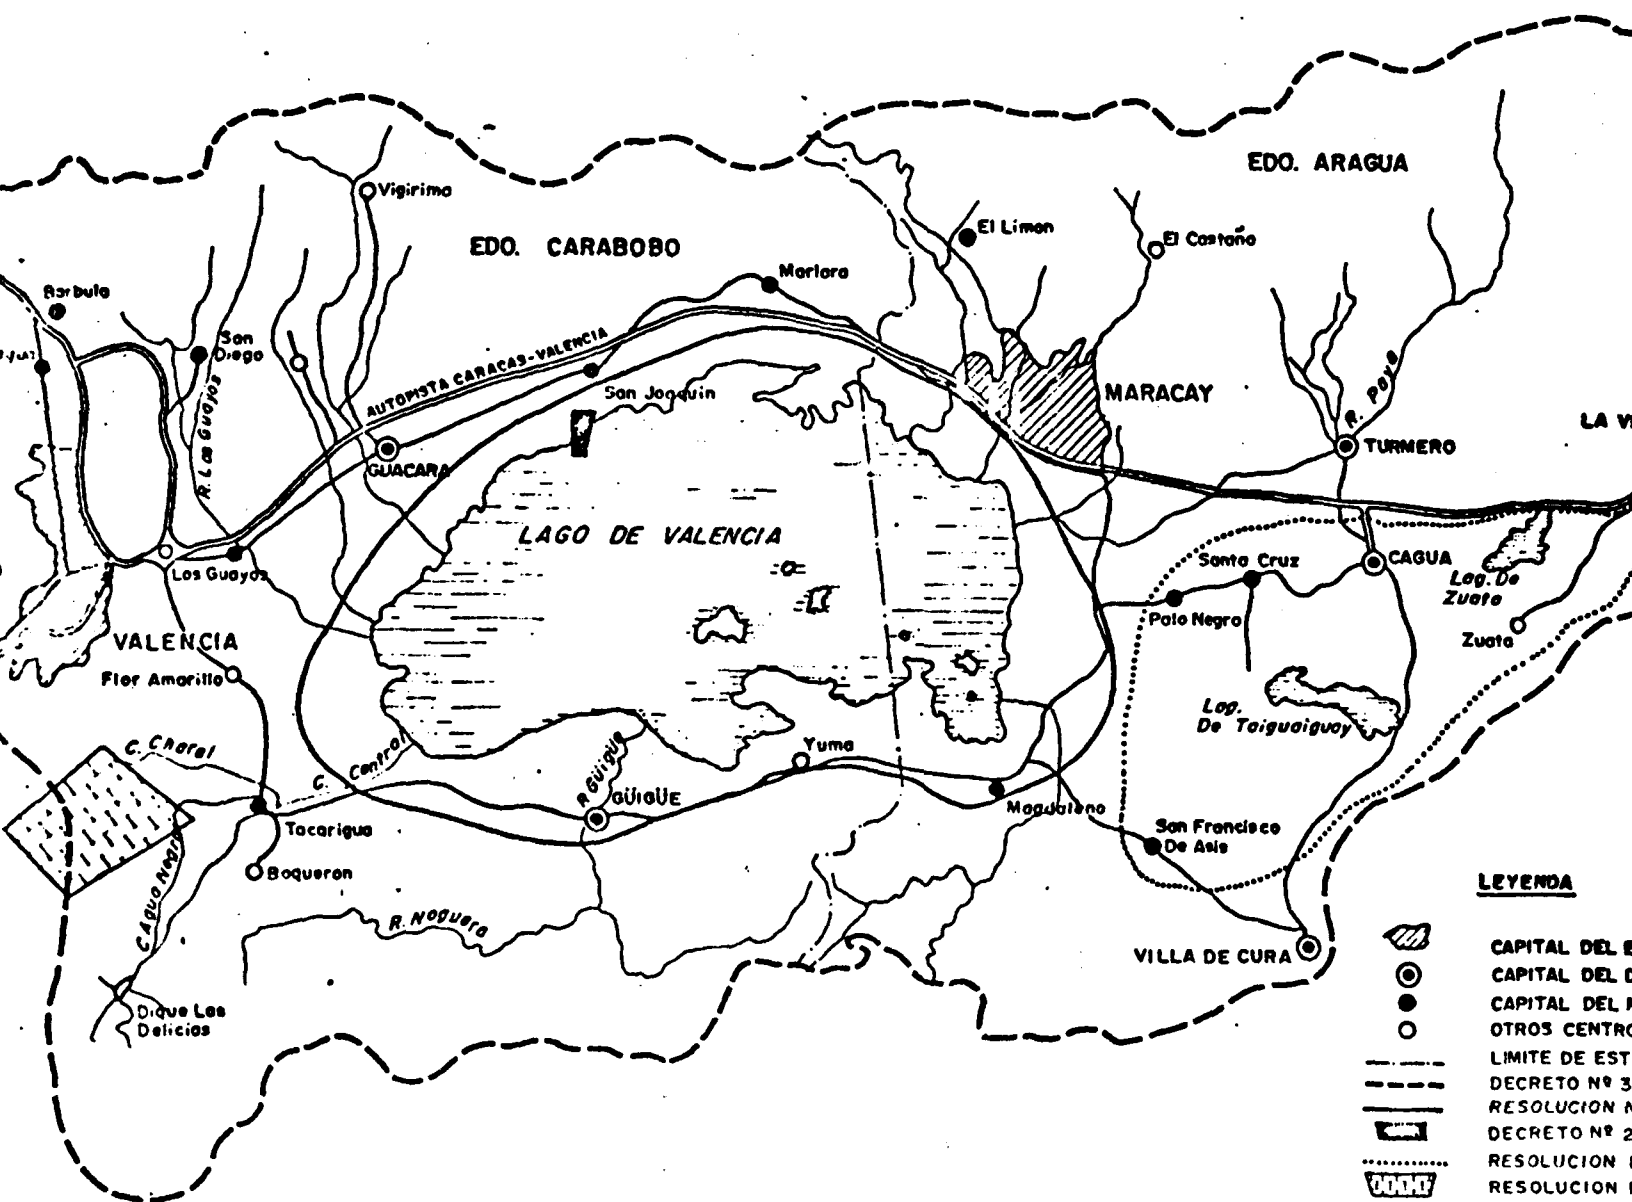 EDO. ARAGUA
Vigirima
EDO. CARABOBO
El Limon
El Castaño
Mariara
Barbula
San
Diego
AUTOPISTA CARACAS-VALENCIA
San Joaquin
MARACAY
R. Paya
R. Los Guayos
LA V
TURMERO
GUACARA
LAGO DE VALENCIA
Los Guayos
Santa Cruz
CAGUA
Lag. De
Zuata
Palo Negro
Zuata
VALENCIA
Flor Amarillo
Lag.
De Taiguaiguay
C. Charal
C. Central
Yuma
R Güigüe
GÜIGÜE
Magdaleno
Tacarigua
San Francisco
De Asis
Boqueron
C. Agua Negra
R. Noguera
VILLA DE CURA
Dique Las
Delicias
LEYENDA
CAPITAL DEL E
CAPITAL DEL D
CAPITAL DEL
OTROS CENTRO
LIMITE DE EST
DECRETO Nº 3
RESOLUCION N
DECRETO Nº 2
RESOLUCION
RESOLUCION